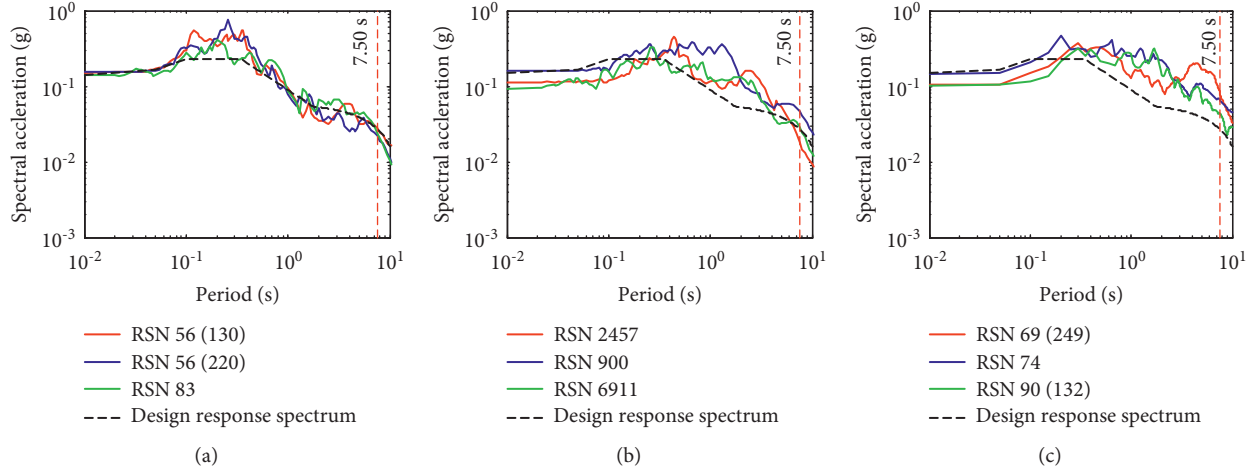 Spectral accleration (g)
10^0
10^-1
10^-2
10^-3
7.50 s
10^-2
10^-1
10^0
10^1
Period (s)
RSN 56 (130)
RSN 56 (220)
RSN 83
Design response spectrum
(a)
Spectral accleration (g)
10^0
10^-1
10^-2
10^-3
7.50 s
10^-2
10^-1
10^0
10^1
Period (s)
RSN 2457
RSN 900
RSN 6911
Design response spectrum
(b)
Spectral accleration (g)
10^0
10^-1
10^-2
10^-3
7.50 s
10^-2
10^-1
10^0
10^1
Period (s)
RSN 69 (249)
RSN 74
RSN 90 (132)
Design response spectrum
(c)